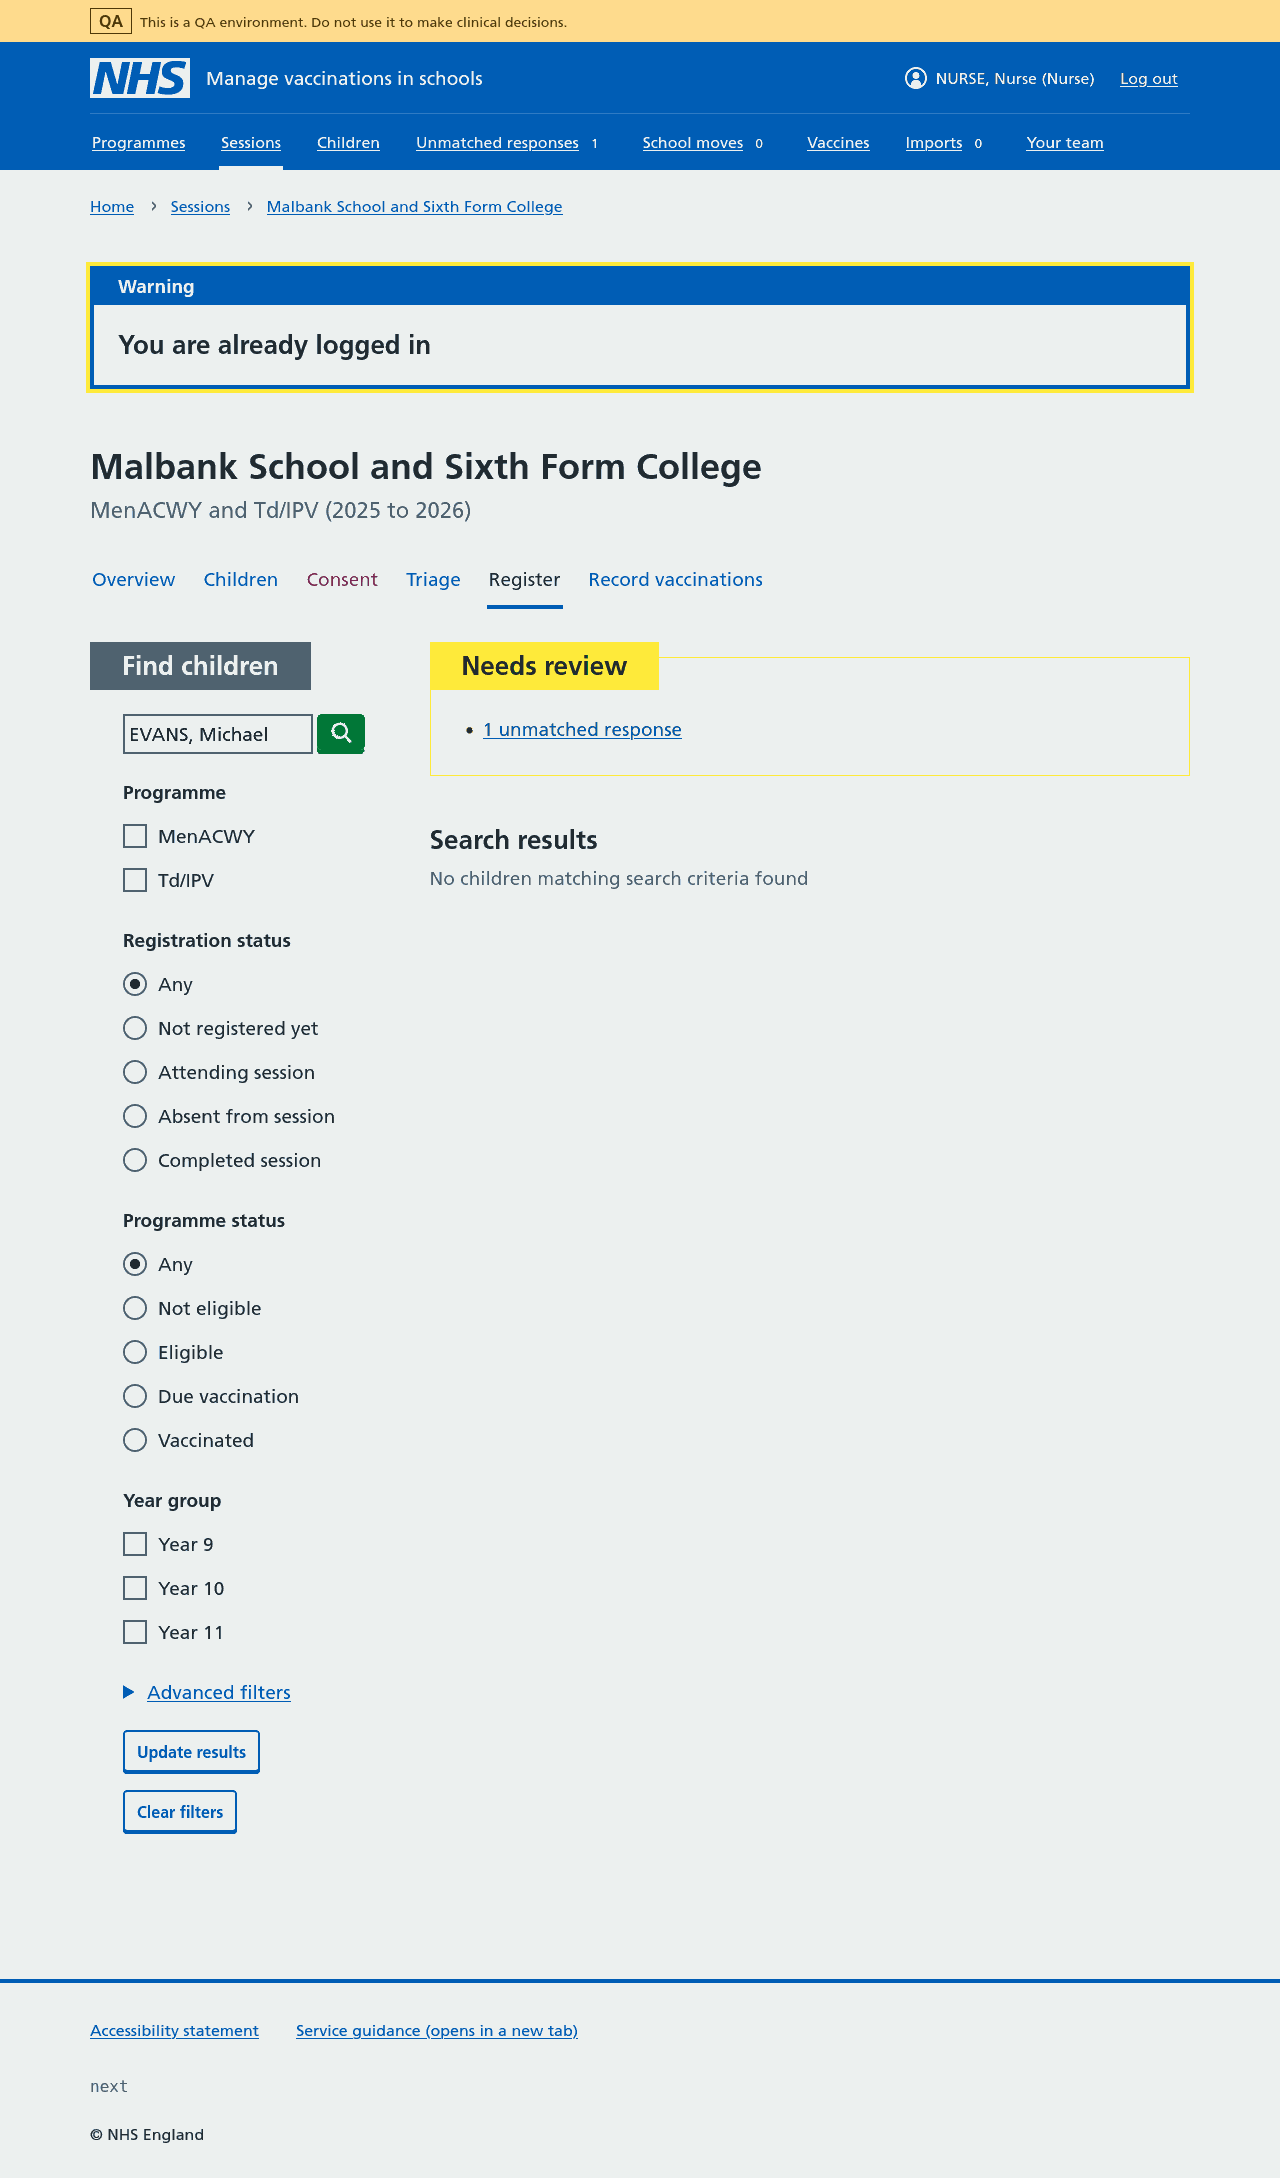 QA This is a QA environment. Do not use it to make clinical decisions.
NHS Manage vaccinations in schools NURSE, Nurse (Nurse) Log out
Programmes Sessions Children Unmatched responses 1 School moves 0 Vaccines Imports 0 Your team
Home › Sessions › Malbank School and Sixth Form College
Warning
You are already logged in
Malbank School and Sixth Form College
MenACWY and Td/IPV (2025 to 2026)
Overview Children Consent Triage Register Record vaccinations
Find children
EVANS, Michael
Programme
MenACWY
Td/IPV
Registration status
Any
Not registered yet
Attending session
Absent from session
Completed session
Programme status
Any
Not eligible
Eligible
Due vaccination
Vaccinated
Year group
Year 9
Year 10
Year 11
Advanced filters
Update results
Clear filters
Needs review
• 1 unmatched response
Search results
No children matching search criteria found
Accessibility statement Service guidance (opens in a new tab)
next
© NHS England